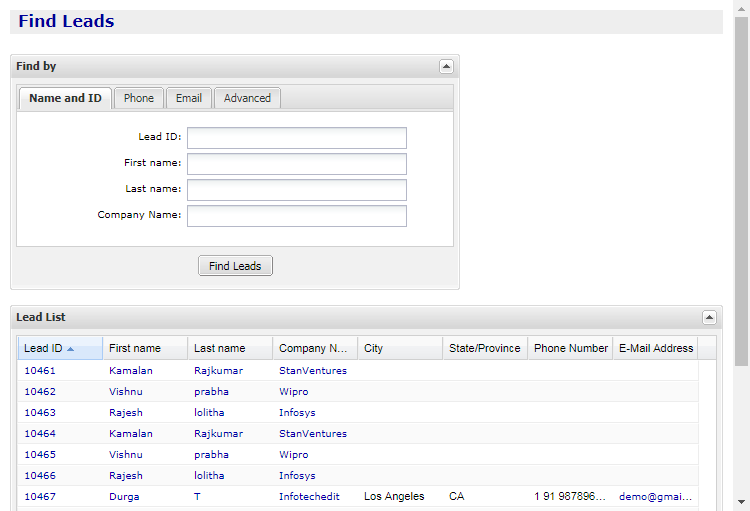 Find Leads
Find by
Name and ID Phone Email Advanced
Lead ID:
First name:
Last name:
Company Name:
Find Leads
Lead List
Lead ID First name Last name Company N... City State/Province Phone Number E-Mail Address
10461 Kamalan Rajkumar StanVentures
10462 Vishnu prabha Wipro
10463 Rajesh lolitha Infosys
10464 Kamalan Rajkumar StanVentures
10465 Vishnu prabha Wipro
10466 Rajesh lolitha Infosys
10467 Durga T Infotechedit Los Angeles CA 1 91 987896... demo@gmai...